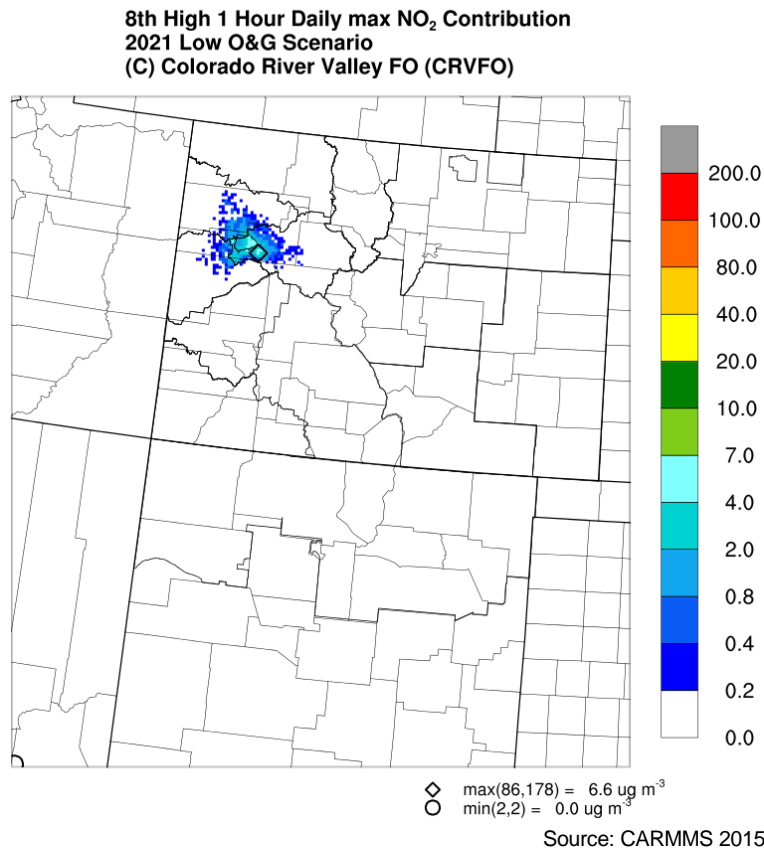 8th High 1 Hour Daily max NO₂ Contribution
2021 Low O&G Scenario
(C) Colorado River Valley FO (CRVFO)
200.0
100.0
80.0
40.0
20.0
10.0
7.0
4.0
2.0
0.8
0.4
0.2
0.0
max(86,178) = 6.6 ug m⁻³
min(2,2) = 0.0 ug m⁻³
Source: CARMMS 2015